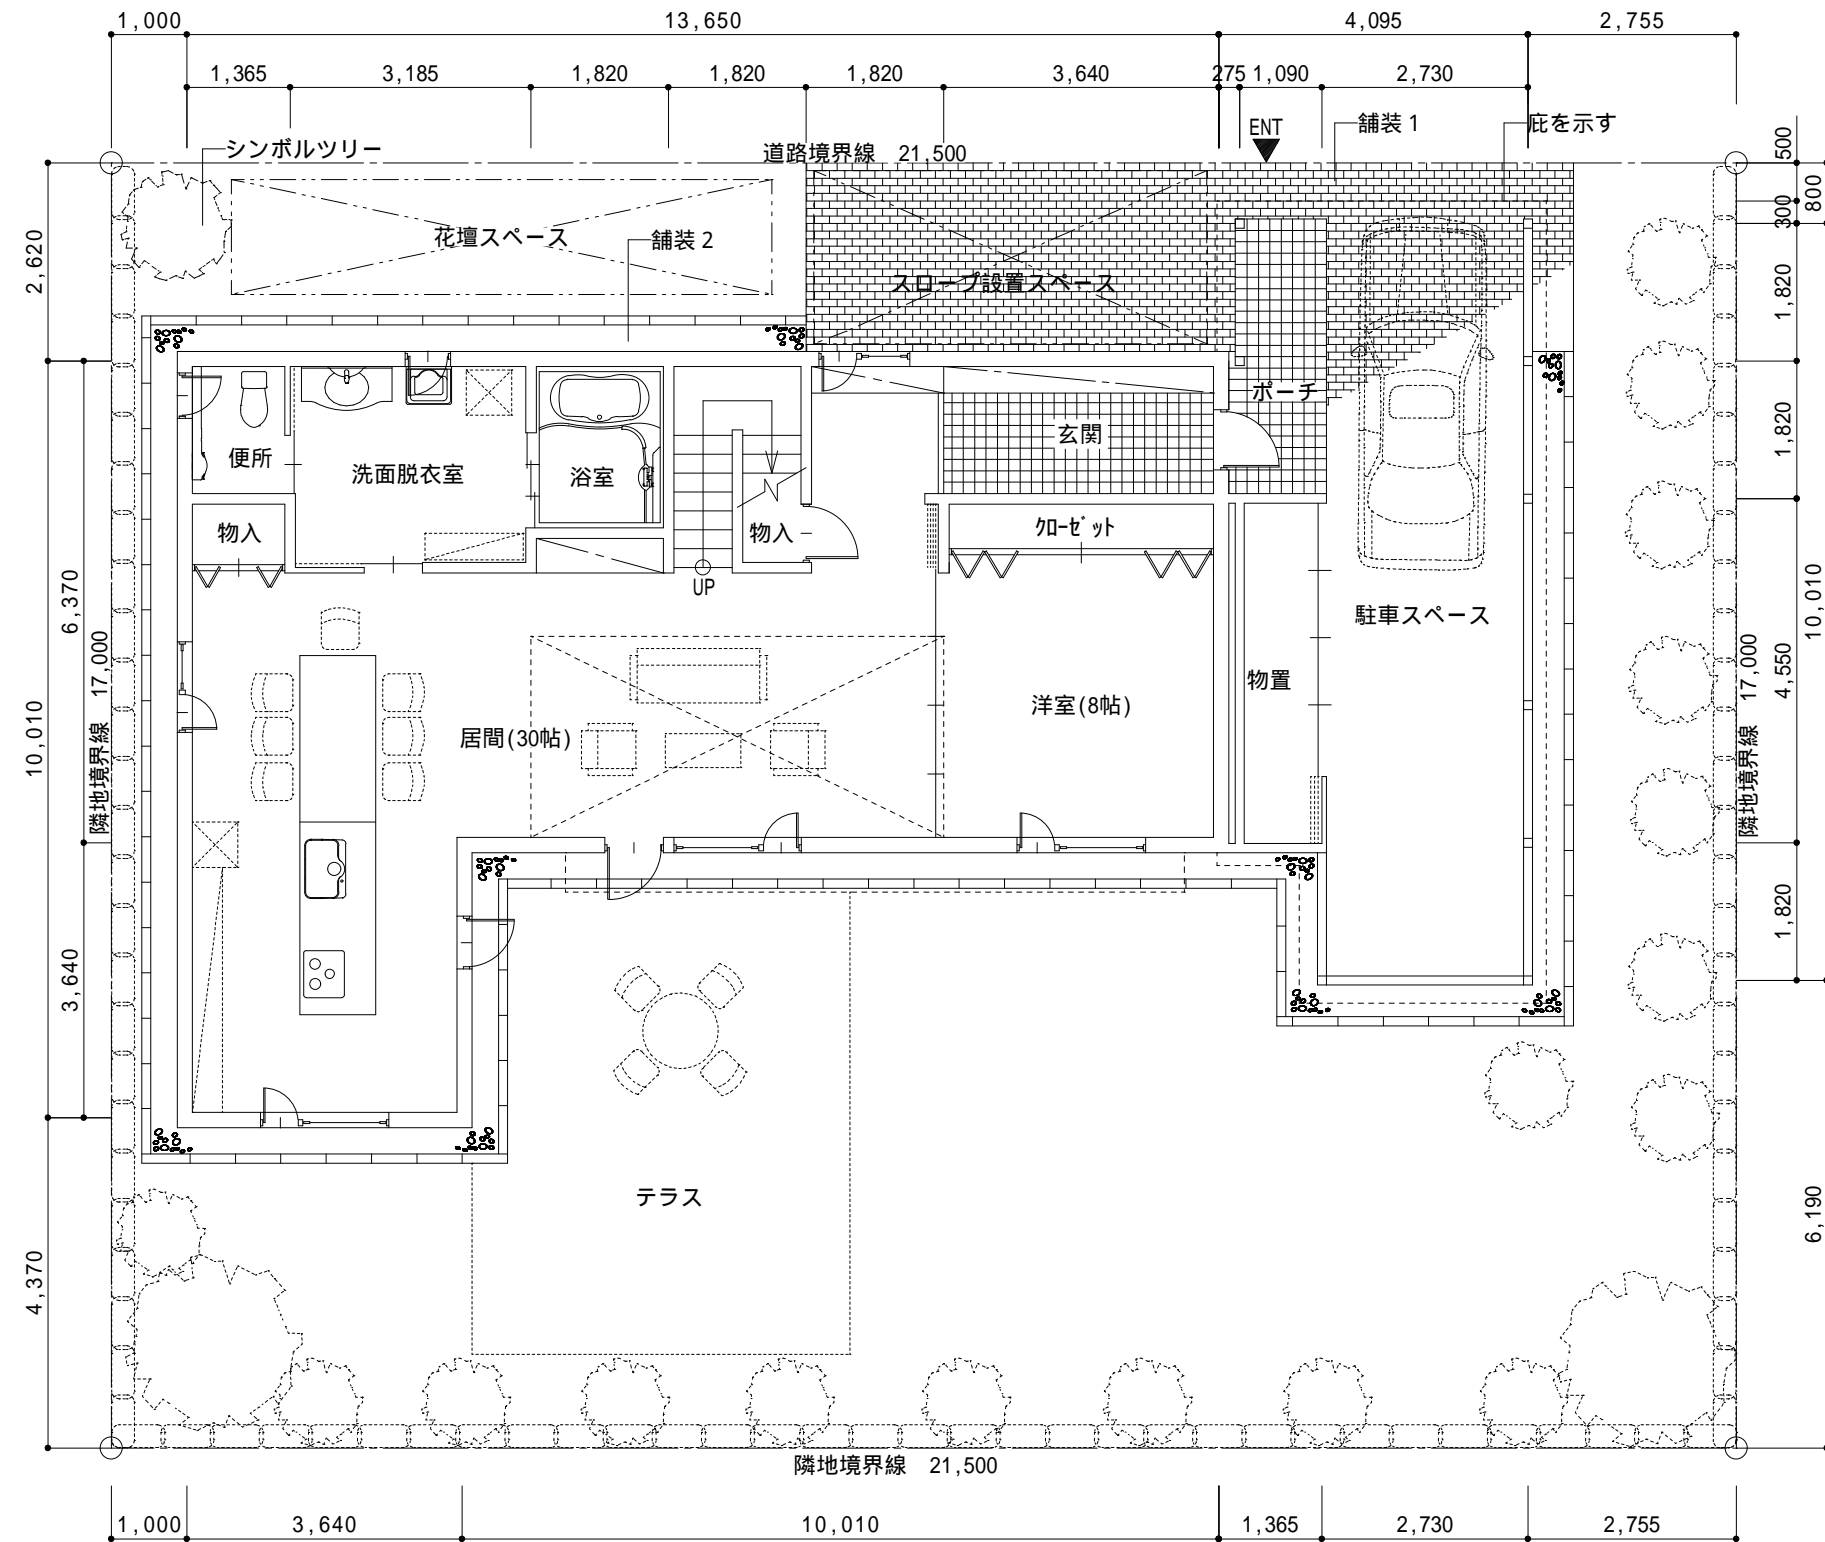 1,000
13,650
4,095
2,755
1,365
3,185
1,820
1,820
1,820
3,640
275
1,090
2,730
シンボルツリー
道路境界線 21,500
ENT
舗装1
庇を示す
500
300
800
2,620
花壇スペース
舗装2
スロープ設置スペース
1,820
便所
洗面脱衣室
浴室
玄関
ポーチ
1,820
物入
物入
クローゼット
UP
6,370
10,010
隣地境界線 17,000
居間(30帖)
洋室(8帖)
物置
駐車スペース
隣地境界線 17,000
4,550
10,010
3,640
1,820
テラス
4,370
6,190
隣地境界線 21,500
1,000
3,640
10,010
1,365
2,730
2,755